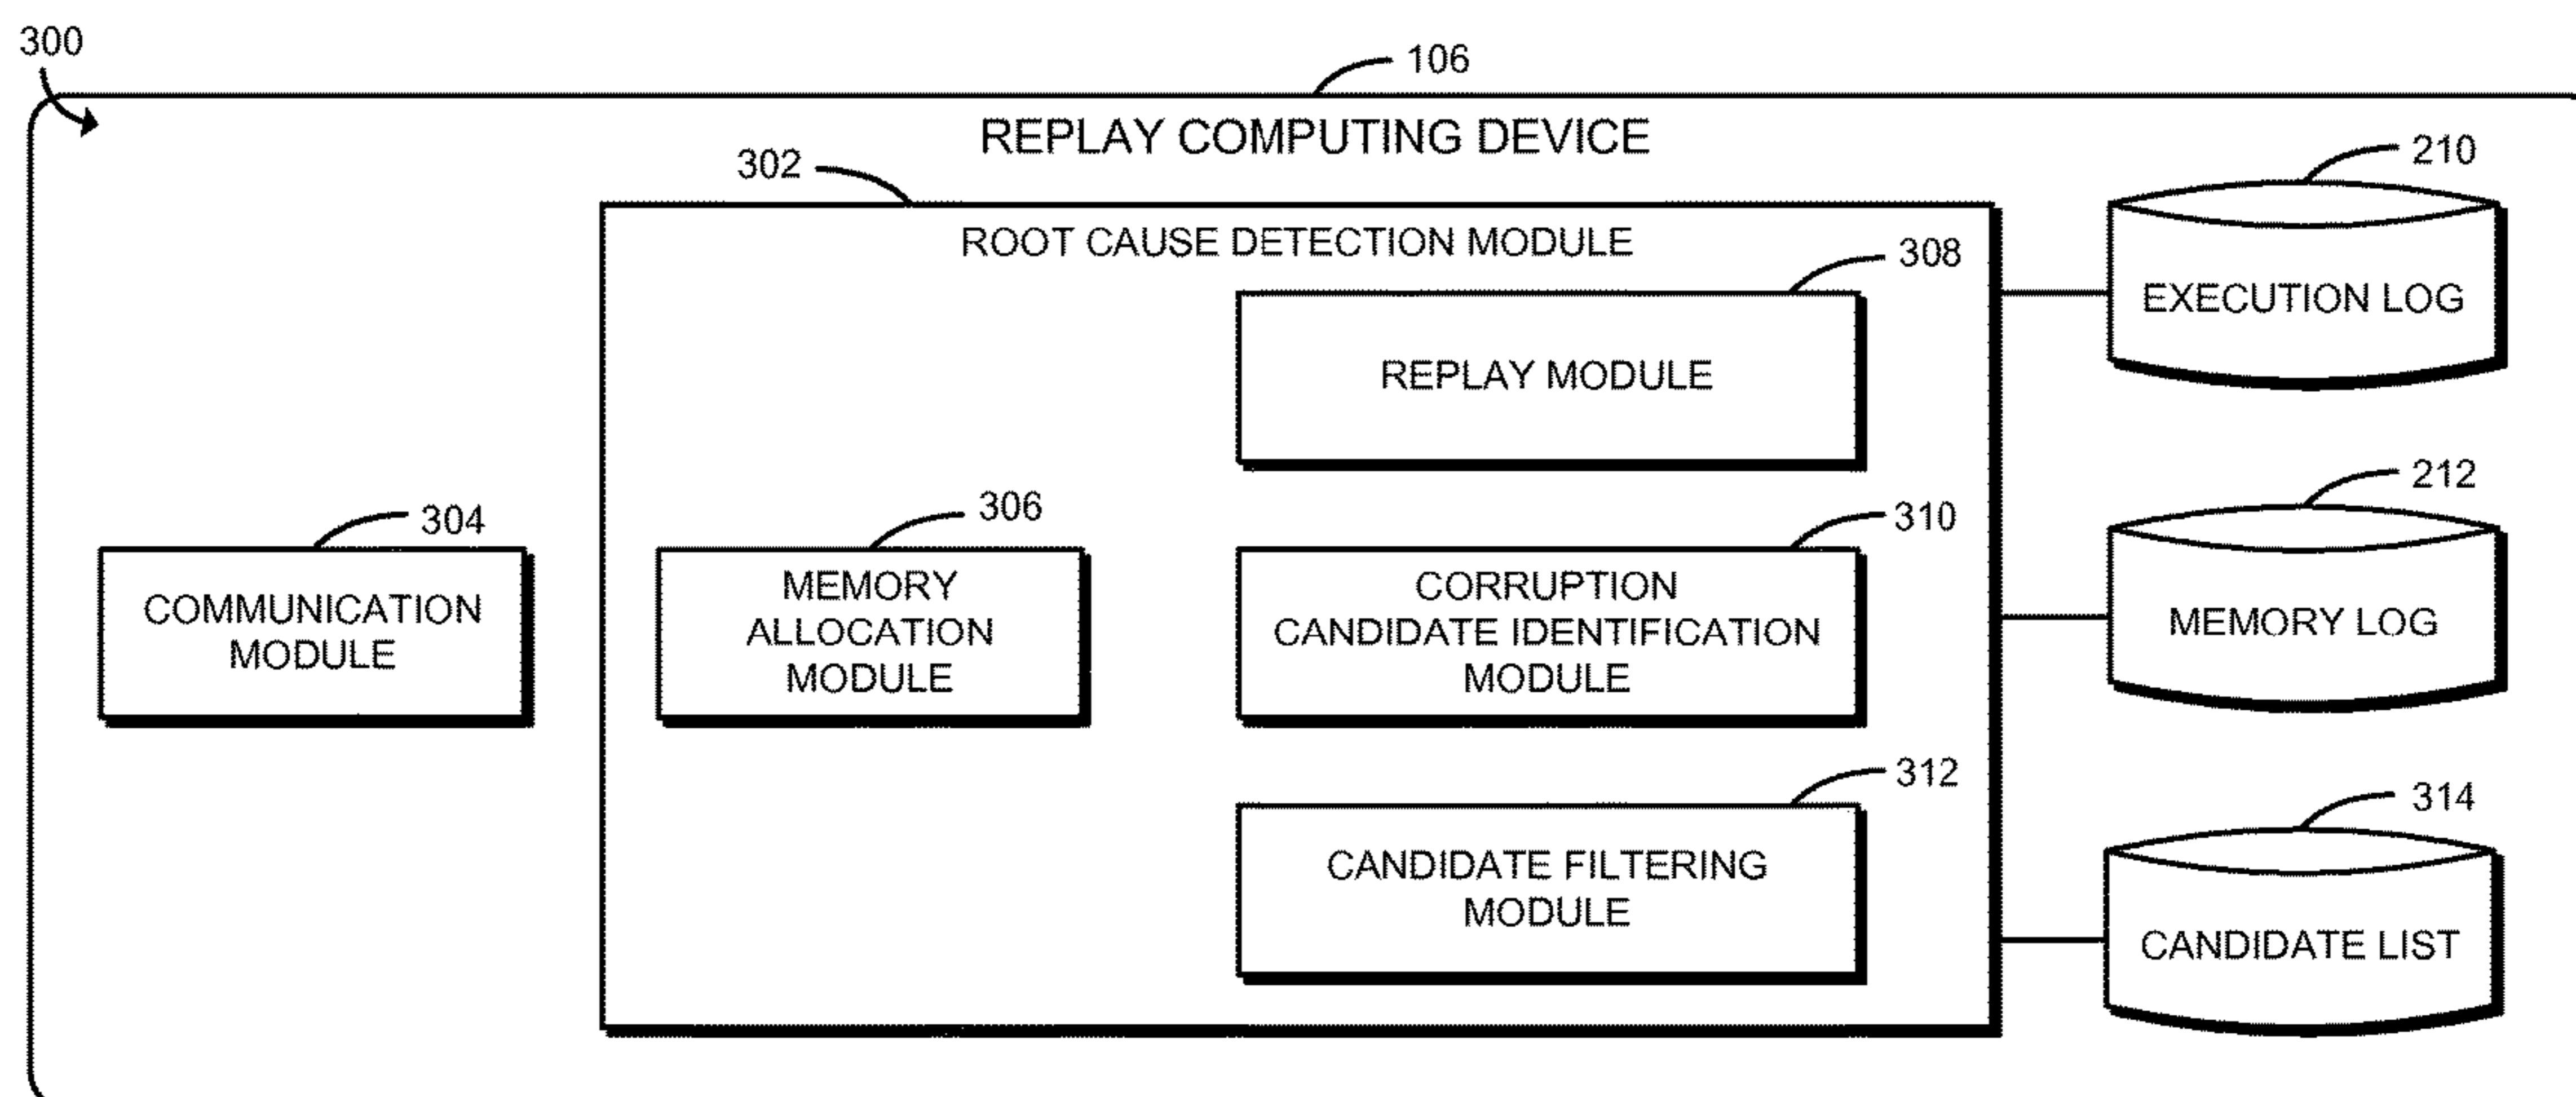 300
106
REPLAY COMPUTING DEVICE
302
ROOT CAUSE DETECTION MODULE
308
REPLAY MODULE
210
EXECUTION LOG
304
COMMUNICATION
MODULE
306
MEMORY
ALLOCATION
MODULE
310
CORRUPTION
CANDIDATE IDENTIFICATION
MODULE
212
MEMORY LOG
312
CANDIDATE FILTERING
MODULE
314
CANDIDATE LIST